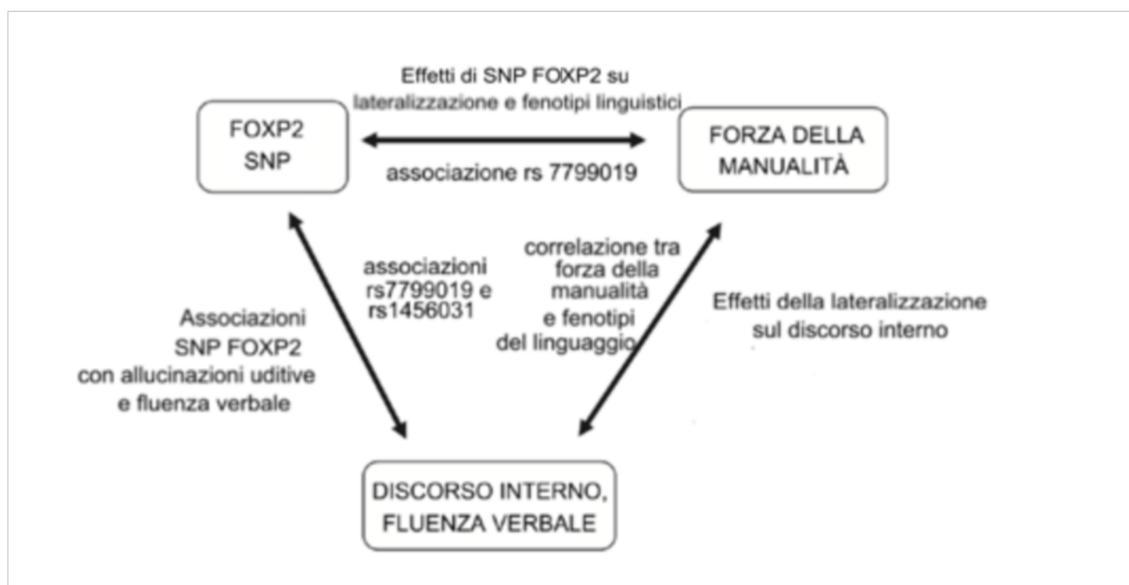 Effetti di SNP FOXP2 su
lateralizzazione e fenotipi linguistici
FOXP2
SNP
FORZA DELLA
MANUALITÀ
associazione rs 7799019
associazioni
rs7799019 e
rs1456031
correlazione tra
forza della
manualità
e fenotipi
del linguaggio
Effetti della lateralizzazione
sul discorso interno
Associazioni
SNP FOXP2
con allucinazioni uditive
e fluenza verbale
DISCORSO INTERNO,
FLUENZA VERBALE